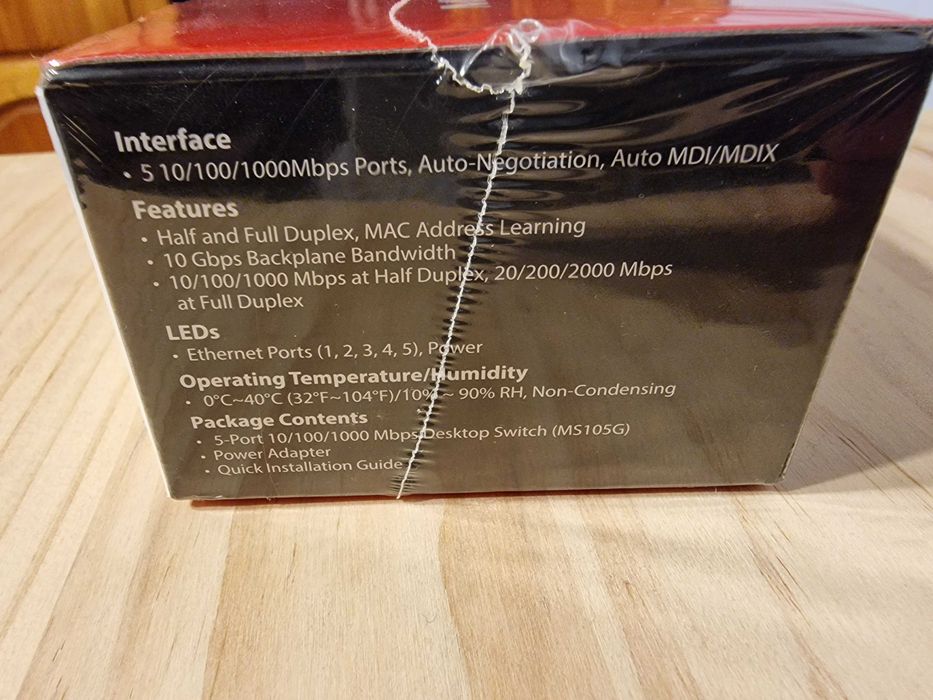 Interface
• 5 10/100/1000Mbps Ports, Auto-Negotiation, Auto MDI/MDIX
Features
• Half and Full Duplex, MAC Address Learning
• 10 Gbps Backplane Bandwidth
• 10/100/1000 Mbps at Half Duplex, 20/200/2000 Mbps
at Full Duplex
LEDs
• Ethernet Ports (1, 2, 3, 4, 5), Power
Operating Temperature/Humidity
• 0°C~40°C (32°F~104°F)/10% ~ 90% RH, Non-Condensing
Package Contents
• 5-Port 10/100/1000 Mbps Desktop Switch (MS105G)
• Power Adapter
• Quick Installation Guide